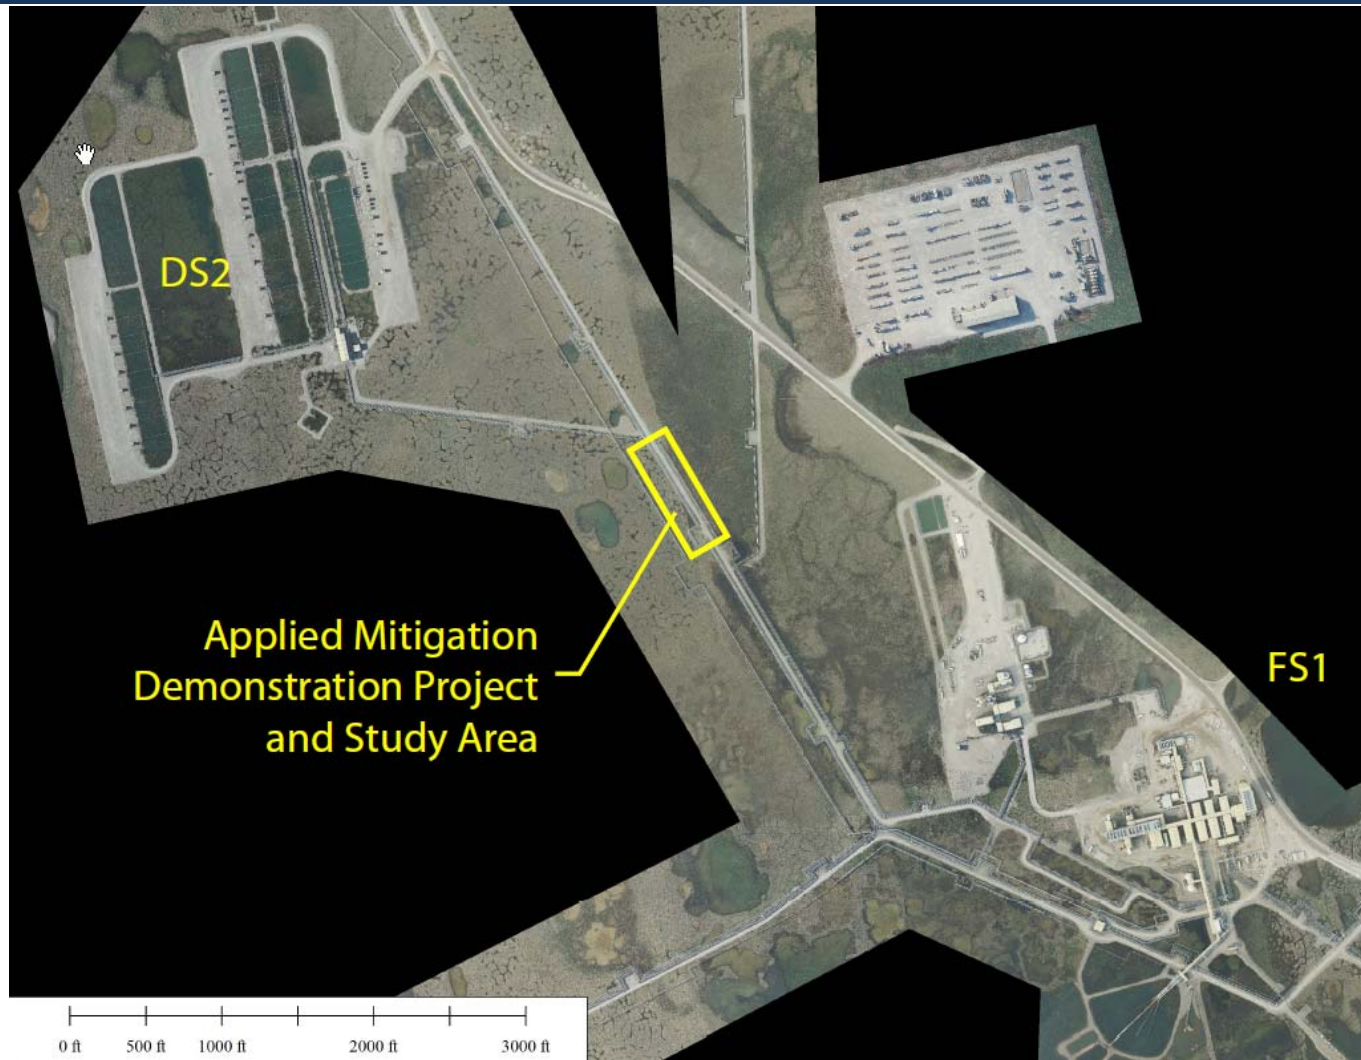 DS2
Applied Mitigation
Demonstration Project
and Study Area
FS1
0 ft 500 ft 1000 ft 2000 ft 3000 ft